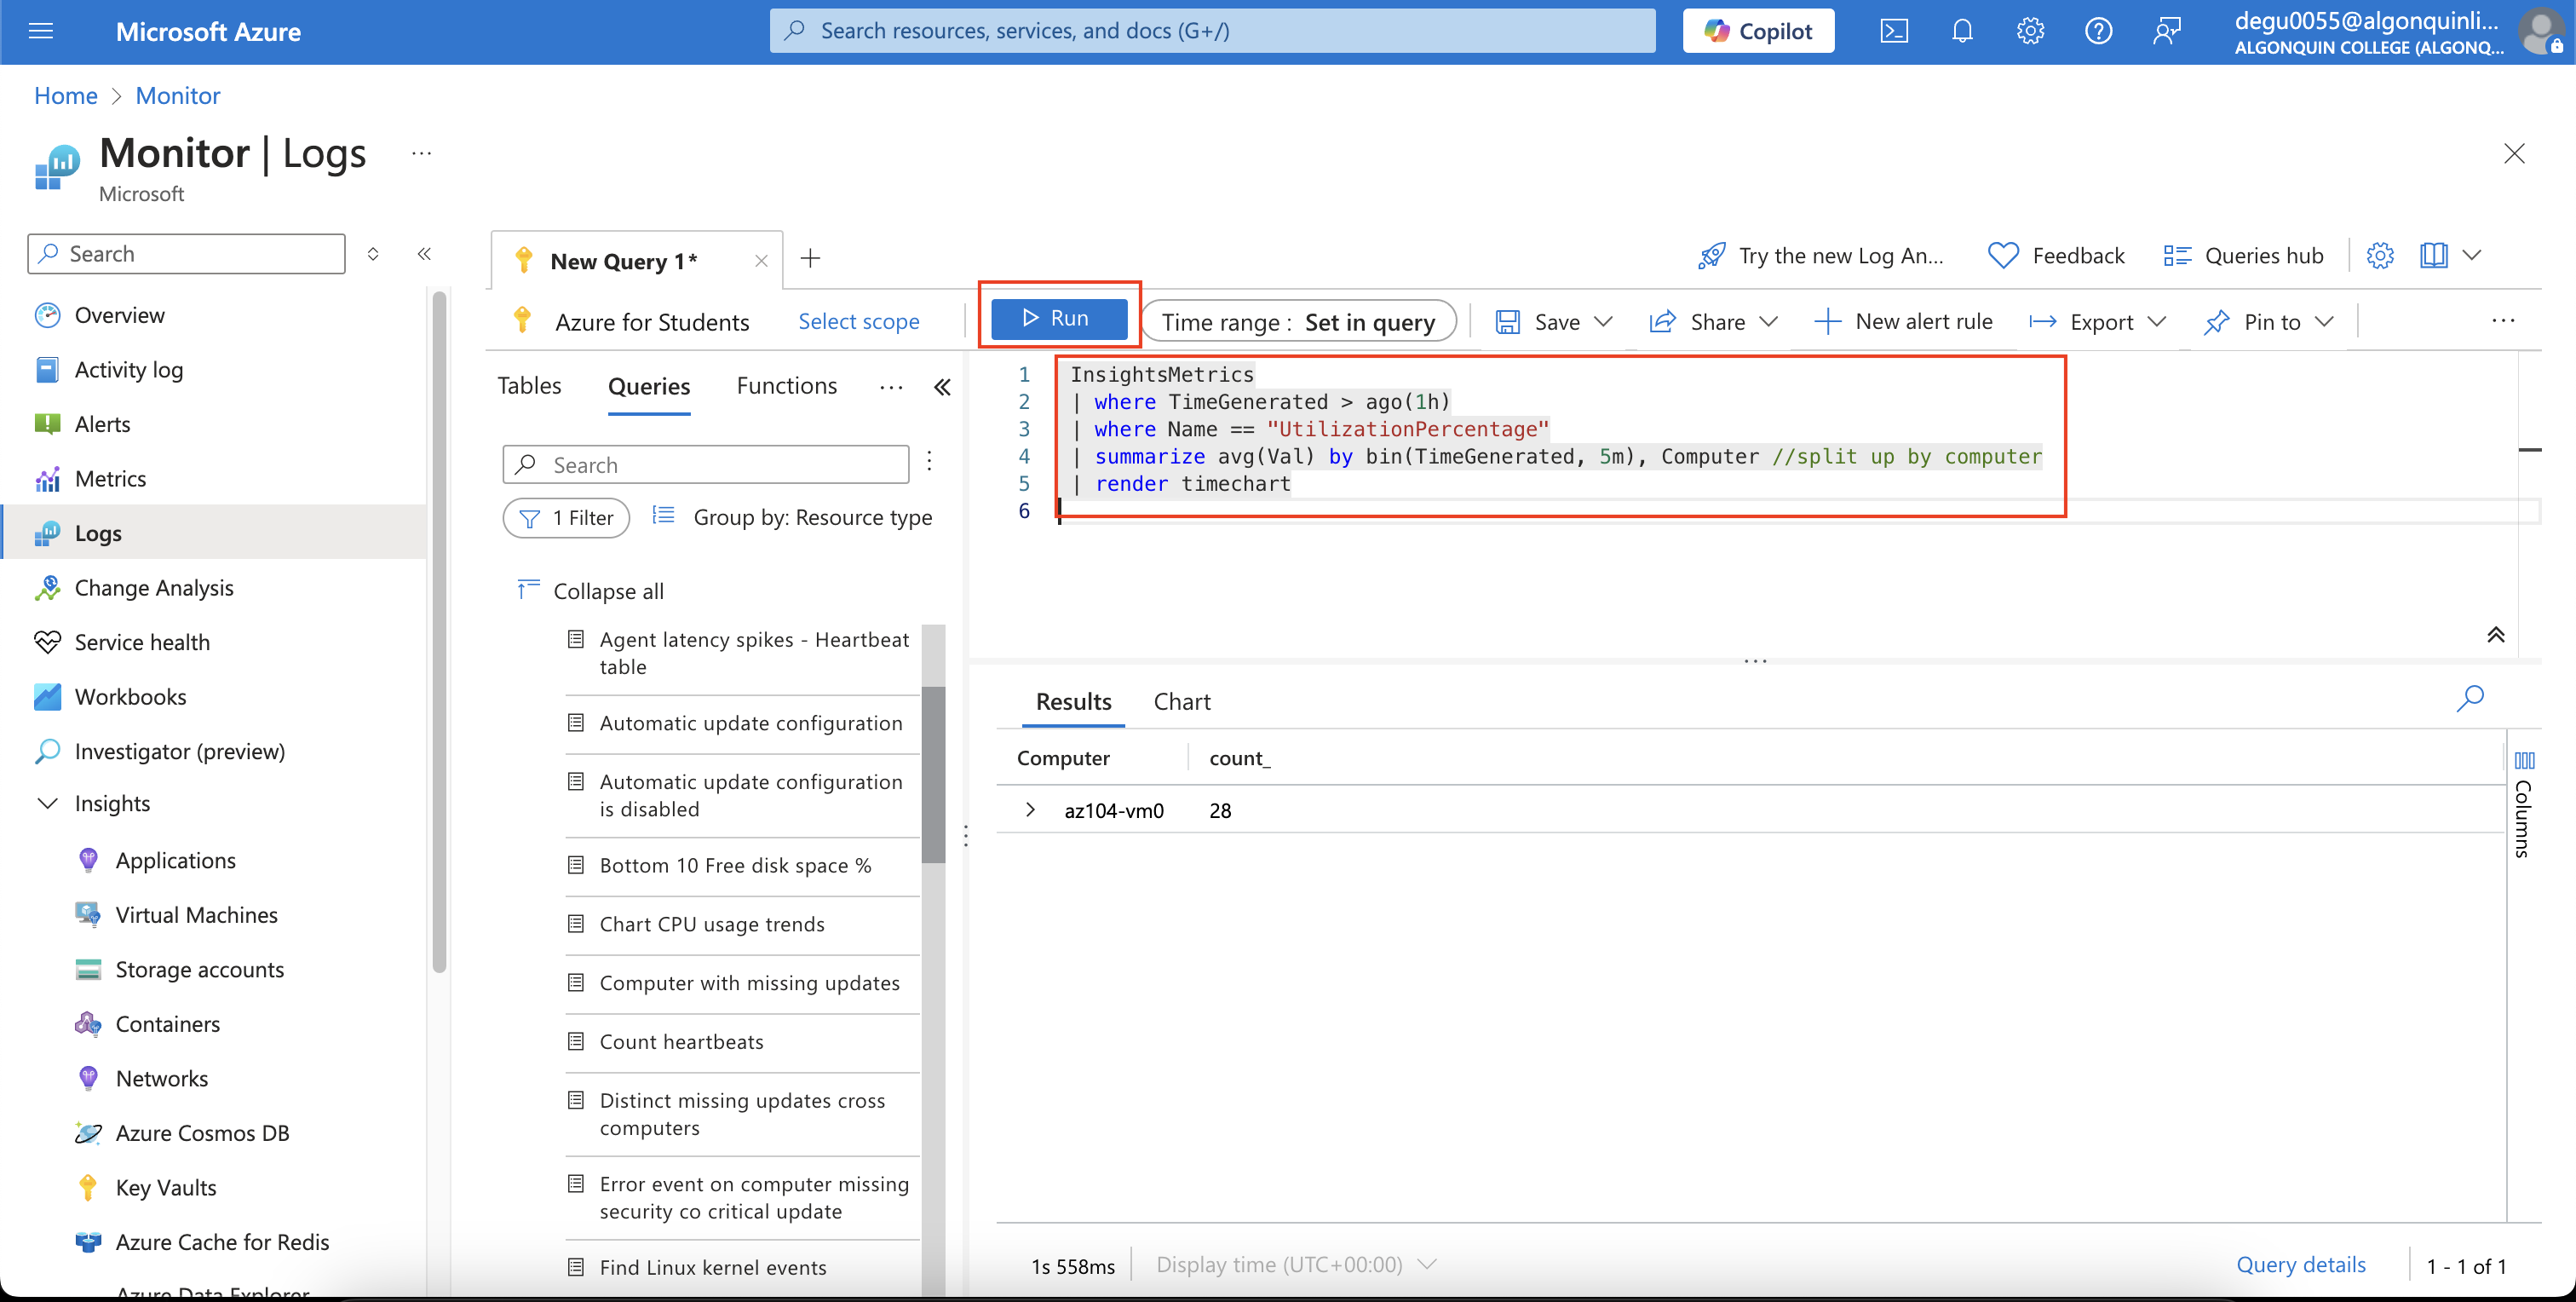 Microsoft Azure
Search resources, services, and docs (G+/)
Copilot
degu0055@algonquinli...
ALGONQUIN COLLEGE (ALGONQ...
Home > Monitor
Monitor | Logs ...
Microsoft
Search
Overview
Activity log
Alerts
Metrics
Logs
Change Analysis
Service health
Workbooks
Investigator (preview)
Insights
Applications
Virtual Machines
Storage accounts
Containers
Networks
Azure Cosmos DB
Key Vaults
Azure Cache for Redis
Azure Data Explorer
New Query 1*
Try the new Log An...
Feedback
Queries hub
Azure for Students
Select scope
Run
Time range : Set in query
Save
Share
New alert rule
Export
Pin to
Tables
Queries
Functions
Search
1 Filter
Group by: Resource type
Collapse all
Agent latency spikes - Heartbeat
table
Automatic update configuration
Automatic update configuration
is disabled
Bottom 10 Free disk space %
Chart CPU usage trends
Computer with missing updates
Count heartbeats
Distinct missing updates cross
computers
Error event on computer missing
security co critical update
Find Linux kernel events
1 InsightsMetrics
2 | where TimeGenerated > ago(1h)
3 | where Name == "UtilizationPercentage"
4 | summarize avg(Val) by bin(TimeGenerated, 5m), Computer //split up by computer
5 | render timechart
6
Results
Chart
Computer
count_
az104-vm0
28
Columns
1s 558ms
Display time (UTC+00:00)
Query details
1 - 1 of 1